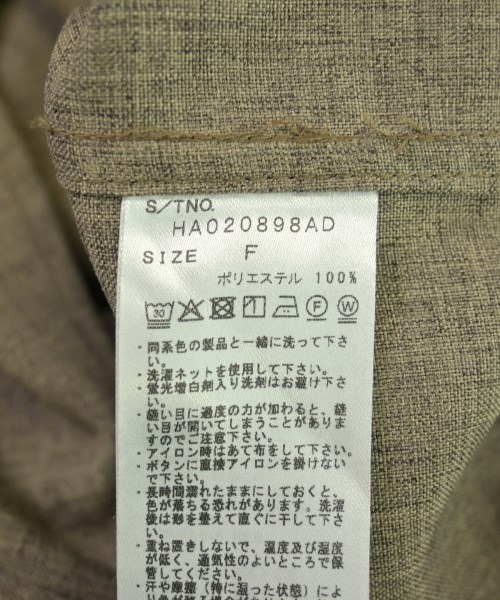 S/TNO.
HA020898AD
SIZE F
ポリエステル 100%
30 F W
・同系色の製品と一緒に洗って下さ
い。
・洗濯ネットを使用して下さい。
・蛍光増白剤入り洗剤はお避け下さ
い。
・縫い目に過度の力が加わると、縫
い目が開いてしまうことがありま
すのでご注意下さい。
・アイロン時はあて布をして下さい。
・ボタンに直接アイロンを掛けない
で下さい。
・長時間濡れたままにしておくと、
色が落ちる恐れがあります。洗濯
後は形を整えて直ぐに干して下さ
い。
・重ね置きしないで、温度及び湿度
が低く、通気性のよいところで保
管してください。
・汗や摩擦（特に湿った状態）によ